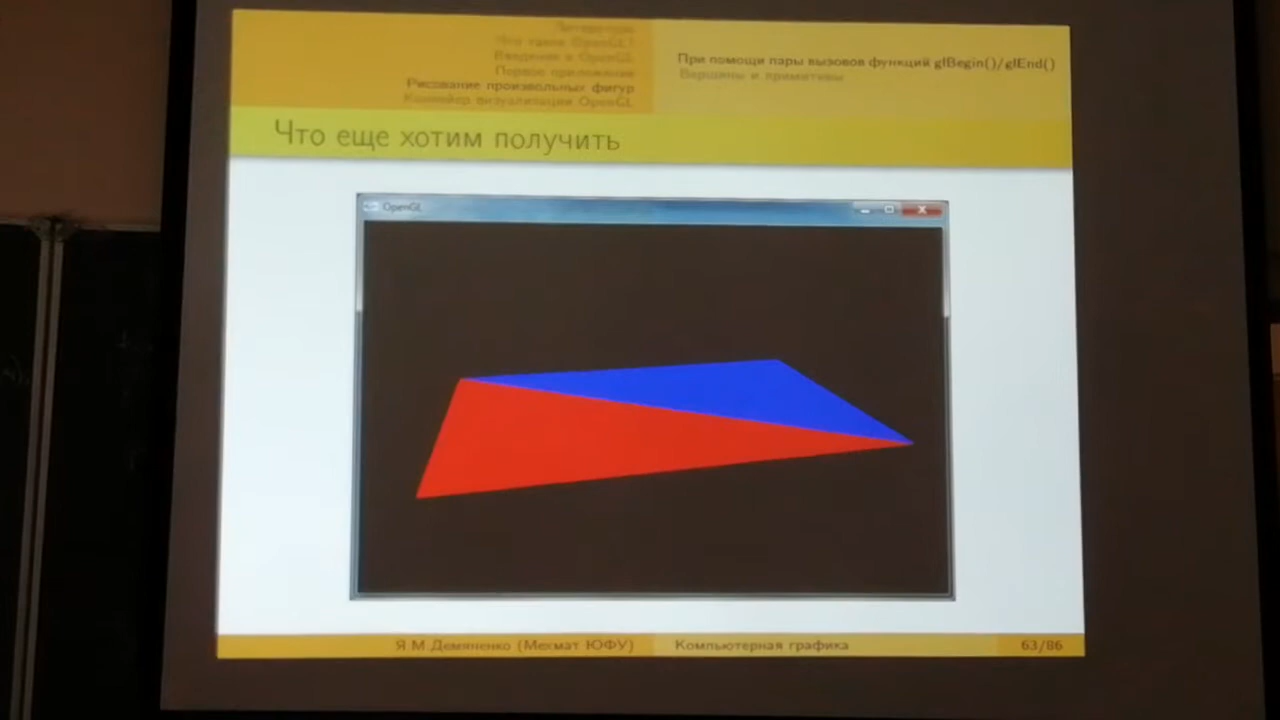 Литература
Что такое OpenGL?
Введение в OpenGL
Первое приложение
Рисование произвольных фигур
Конвейер визуализации OpenGL
При помощи пары вызовов функций glBegin()/glEnd()
Вершины и примитивы
Что еще хотим получить
OpenGL
Я.М.Демяненко (Мехмат ЮФУ)
Компьютерная графика
63/86